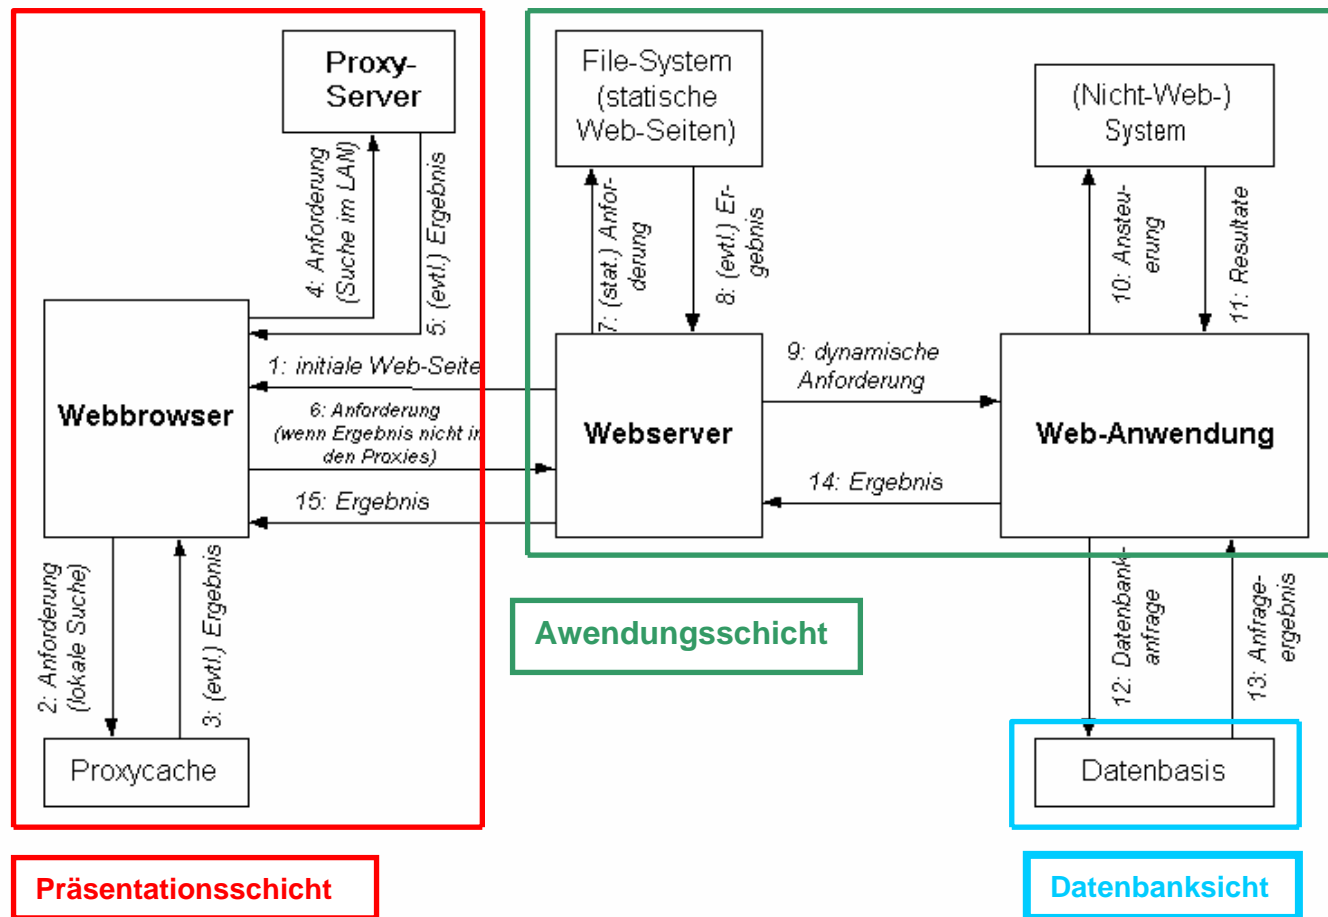 Proxy-
Server
File-System
(statische
Web-Seiten)
(Nicht-Web-)
System
4: Anforderung
(Suche im LAN)
5: (evtl.) Ergebnis
7: (stat.) Anfor-
derung
8: (evtl.) Er-
gebnis
10: Ansteu-
erung
11: Resultate
1: initiale Web-Seite
Webbrowser
6: Anforderung
(wenn Ergebnis nicht in
den Proxies)
15: Ergebnis
Webserver
9: dynamische
Anforderung
14: Ergebnis
Web-Anwendung
2: Anforderung
(lokale Suche)
3: (evtl.) Ergebnis
Awendungsschicht
12: Datenbank-
anfrage
13: Anfrage-
ergebnis
Proxycache
Datenbasis
Präsentationsschicht
Datenbanksicht